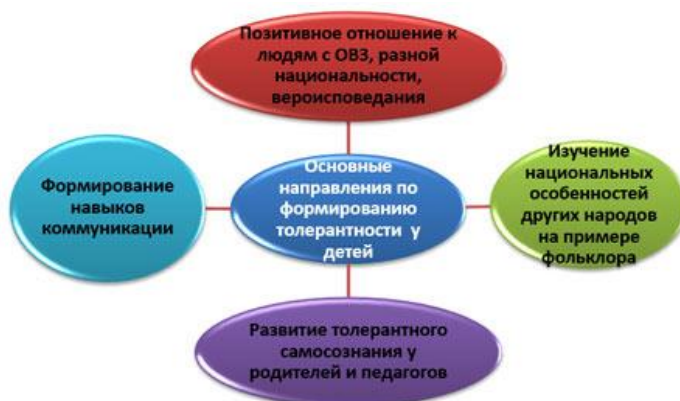 Позитивное отношение к
людям с ОВЗ, разной
национальности,
вероисповедания
Формирование
навыков
коммуникации
Основные
направления по
формированию
толерантности у
детей
Изучение
национальных
особенностей
других народов
на примере
фольклора
Развитие толерантного
самосознания у
родителей и педагогов